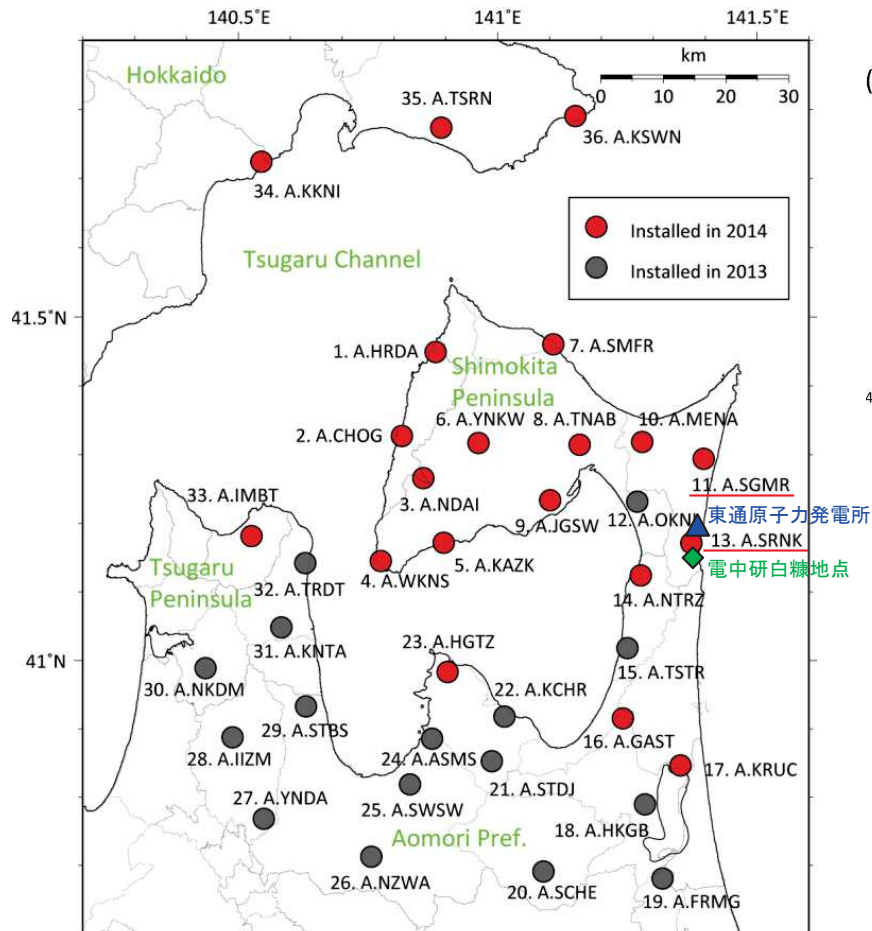 140.5°E
141°E
141.5°E
Hokkaido
km
0
10
20
30
(
35. A.TSRN
36. A.KSWN
34. A.KKNI
Installed in 2014
Installed in 2013
Tsugaru Channel
41.5°N
1. A.HRDA
7. A.SMFR
Shimokita
Peninsula
6. A.YNKW
8. A.TNAB
10. A.MENA
2. A.CHOG
4
33. A.IMBT
3. A.NDAI
11. A.SGMR
9. A.JGSW
12. A.OKNI
東通原子力発電所
13. A.SRNK
5. A.KAZK
電中研白糠地点
Tsugaru
Peninsula
32. A.TRDT
4. A.WKNS
14. A.NTRZ
23. A.HGTZ
31. A.KNTA
41°N
15. A.TSTR
30. A.NKDM
22. A.KCHR
29. A.STBS
16. A.GAST
28. A.IIZM
24. A.ASMS
17. A.KRUC
21. A.STDJ
27. A.YNDA
25. A.SWSW
18. A.HKGB
Aomori Pref.
26. A.NZWA
20. A.SCHE
19. A.FRMG